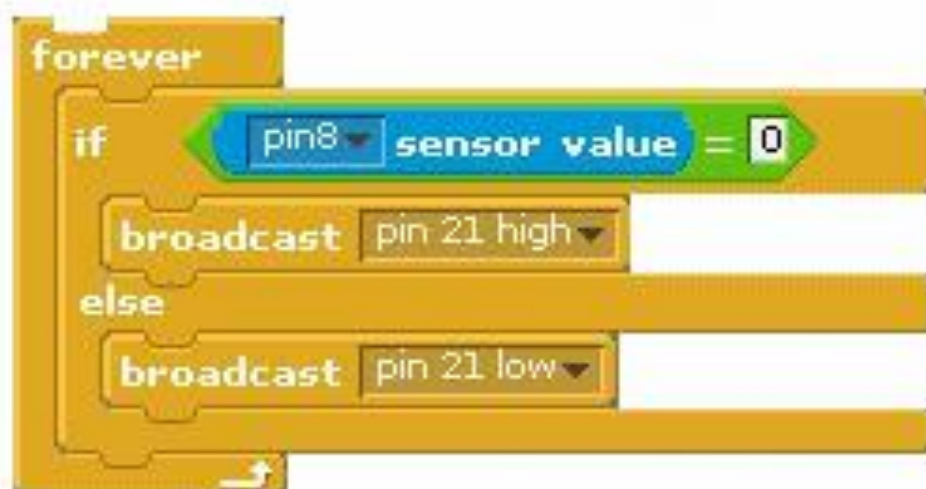 forever
if pin8 sensor value = 0
broadcast pin 21 high
else
broadcast pin 21 low